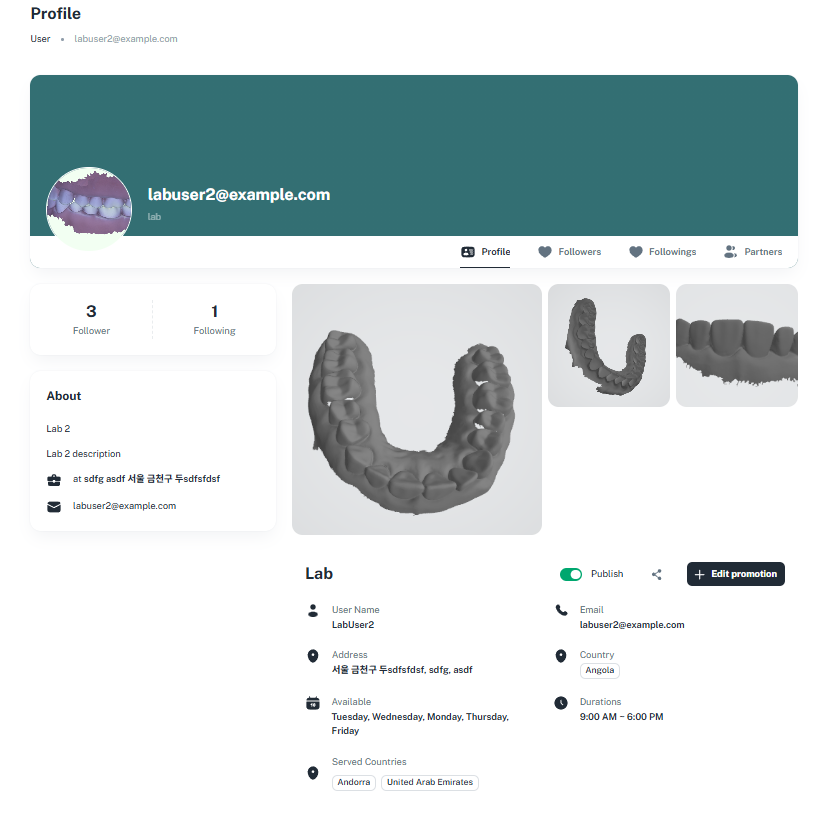 Profile
User • labuser2@example.com
labuser2@example.com
lab
Profile Followers Followings Partners
3 1
Follower Following
About
Lab 2
Lab 2 description
at sdfg asdf 서울 금천구 두sdfsfdsf
labuser2@example.com
Lab Publish Edit promotion
User Name
LabUser2
Email
labuser2@example.com
Address
서울 금천구 두sdfsfdsf, sdfg, asdf
Country
Angola
Available
Tuesday, Wednesday, Monday, Thursday,
Friday
Durations
9:00 AM - 6:00 PM
Served Countries
Andorra United Arab Emirates